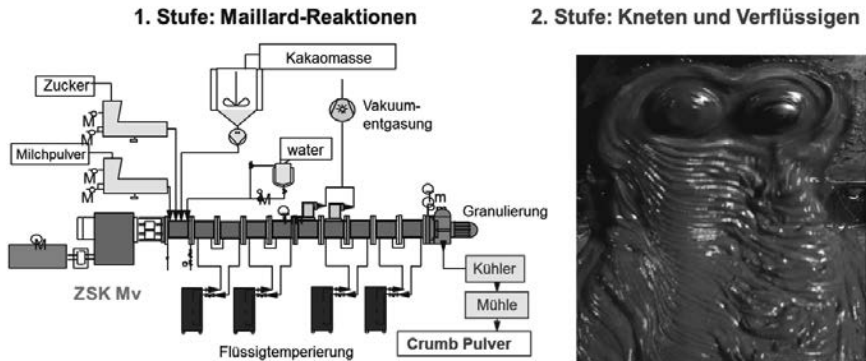 1. Stufe: Maillard-Reaktionen
2. Stufe: Kneten und Verflüssigen
Kakaomasse
Zucker
Vakuum-
entgasung
M
M
water
Milchpulver
M
M
M
m
Granulierung
M
ZSK Mv
Kühler
Mühle
Flüssigtemperierung
Crumb Pulver